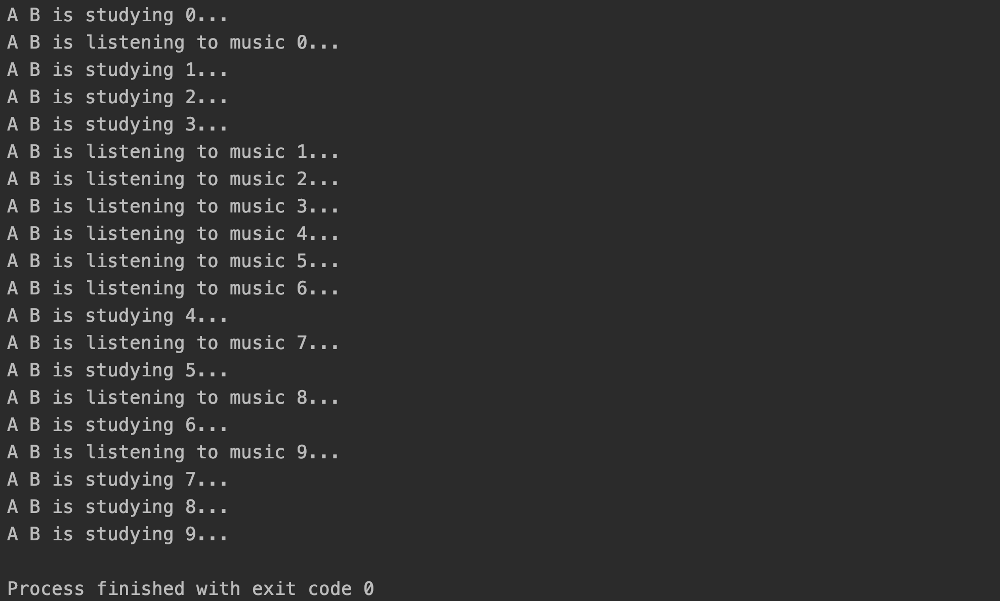 A B is studying 0...
A B is listening to music 0...
A B is studying 1...
A B is studying 2...
A B is studying 3...
A B is listening to music 1...
A B is listening to music 2...
A B is listening to music 3...
A B is listening to music 4...
A B is listening to music 5...
A B is listening to music 6...
A B is studying 4...
A B is listening to music 7...
A B is studying 5...
A B is listening to music 8...
A B is studying 6...
A B is listening to music 9...
A B is studying 7...
A B is studying 8...
A B is studying 9...
Process finished with exit code 0